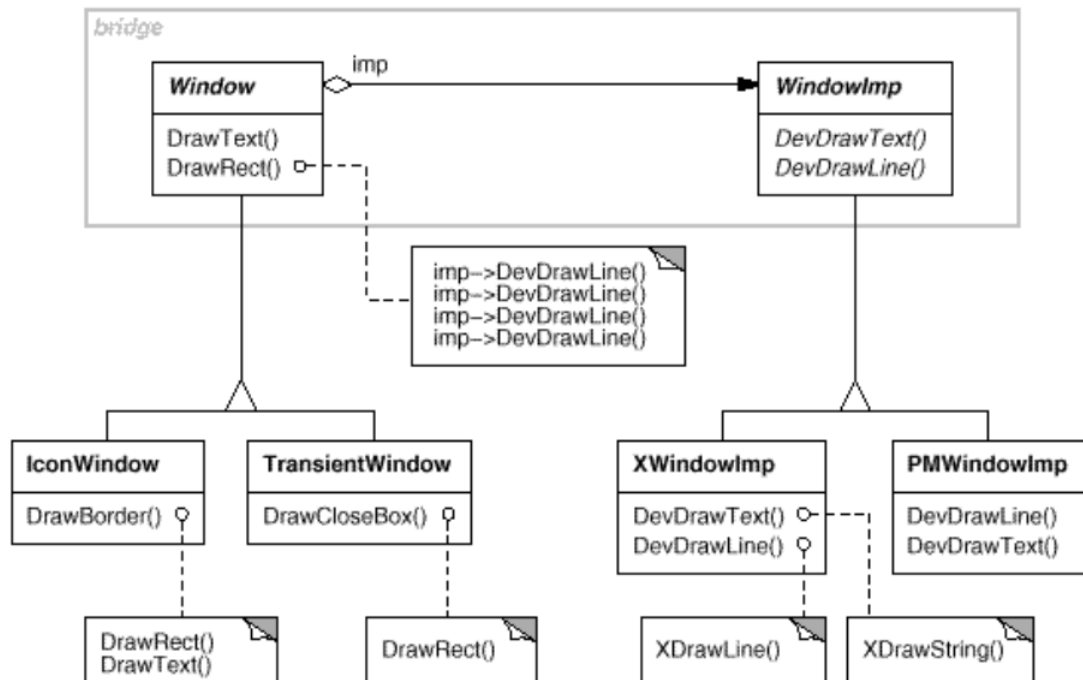 bridge
imp
Window
DrawText()
DrawRect()
WindowImp
DevDrawText()
DevDrawLine()
imp->DevDrawLine()
imp->DevDrawLine()
imp->DevDrawLine()
imp->DevDrawLine()
IconWindow
DrawBorder()
TransientWindow
DrawCloseBox()
XWindowImp
DevDrawText()
DevDrawLine()
PMWindowImp
DevDrawLine()
DevDrawText()
DrawRect()
DrawText()
DrawRect()
XDrawLine()
XDrawString()